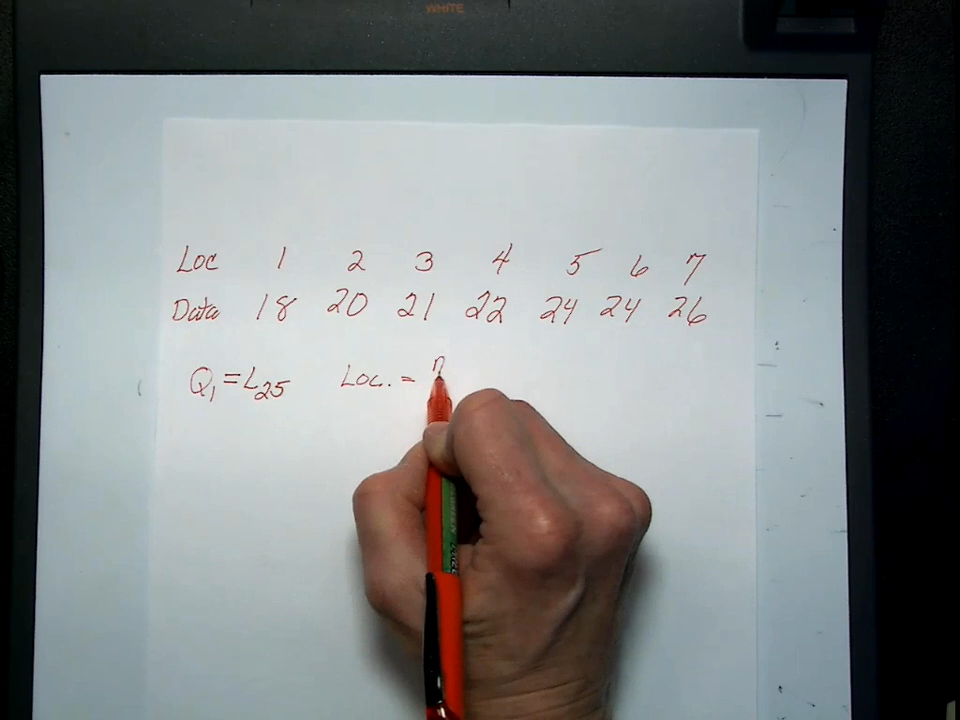 WHITE
Loc 1 2 3 4 5 6 7
Data 18 20 21 22 24 24 26
Q₁ = L₂₅ Loc. = n